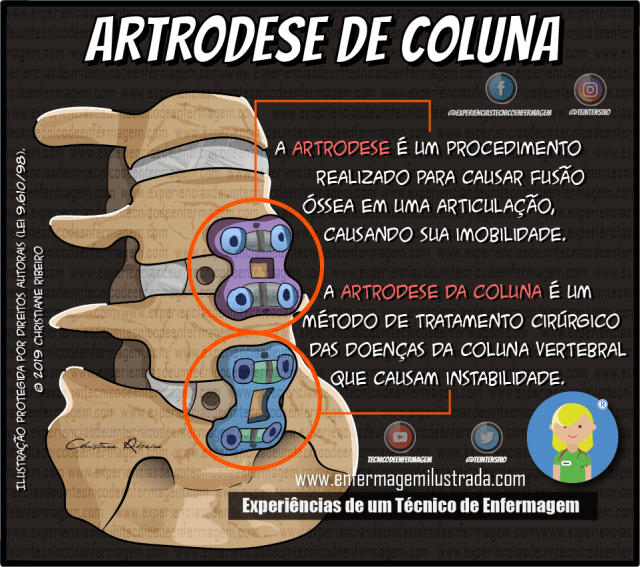 ARTRODESE DE COLUNA
@EXPERIENCIASTECNICODEENFERMAGEM
@TEINTENSIVO
A ARTRODESE É UM PROCEDIMENTO
REALIZADO PARA CAUSAR FUSÃO
ÓSSEA EM UMA ARTICULAÇÃO,
CAUSANDO SUA IMOBILIDADE.
A ARTRODESE DA COLUNA É UM
MÉTODO DE TRATAMENTO CIRÚRGICO
DAS DOENÇAS DA COLUNA VERTEBRAL
QUE CAUSAM INSTABILIDADE.
ILUSTRAÇÃO PROTEGIDA POR DIREITOS AUTORAIS (LEI 9.610/98).
© 2019 CHRISTIANE RIBEIRO
Christiane Ribeiro
®
TECNICODEENFERMAGEM
@TEINTENSIVO
www.enfermagemilustrada.com
Experiências de um Técnico de Enfermagem